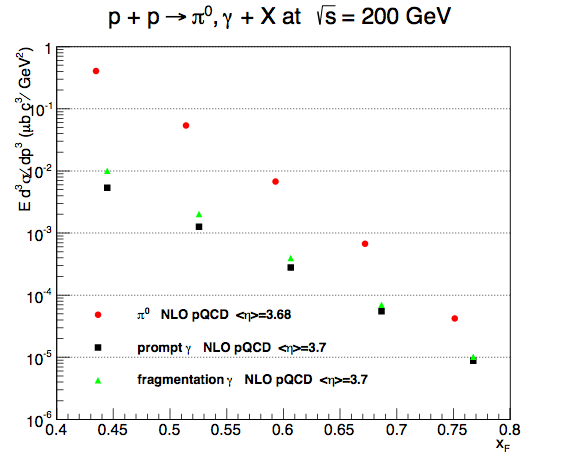 p + p → π⁰, γ + X at √s = 200 GeV
E d³σ/dp³ (μb c³/ GeV²)
1
10⁻¹
10⁻²
10⁻³
10⁻⁴
10⁻⁵
10⁻⁶
π⁰ NLO pQCD <η>=3.68
prompt γ NLO pQCD <η>=3.7
fragmentation γ NLO pQCD <η>=3.7
0.4 0.45 0.5 0.55 0.6 0.65 0.7 0.75 0.8
x_F